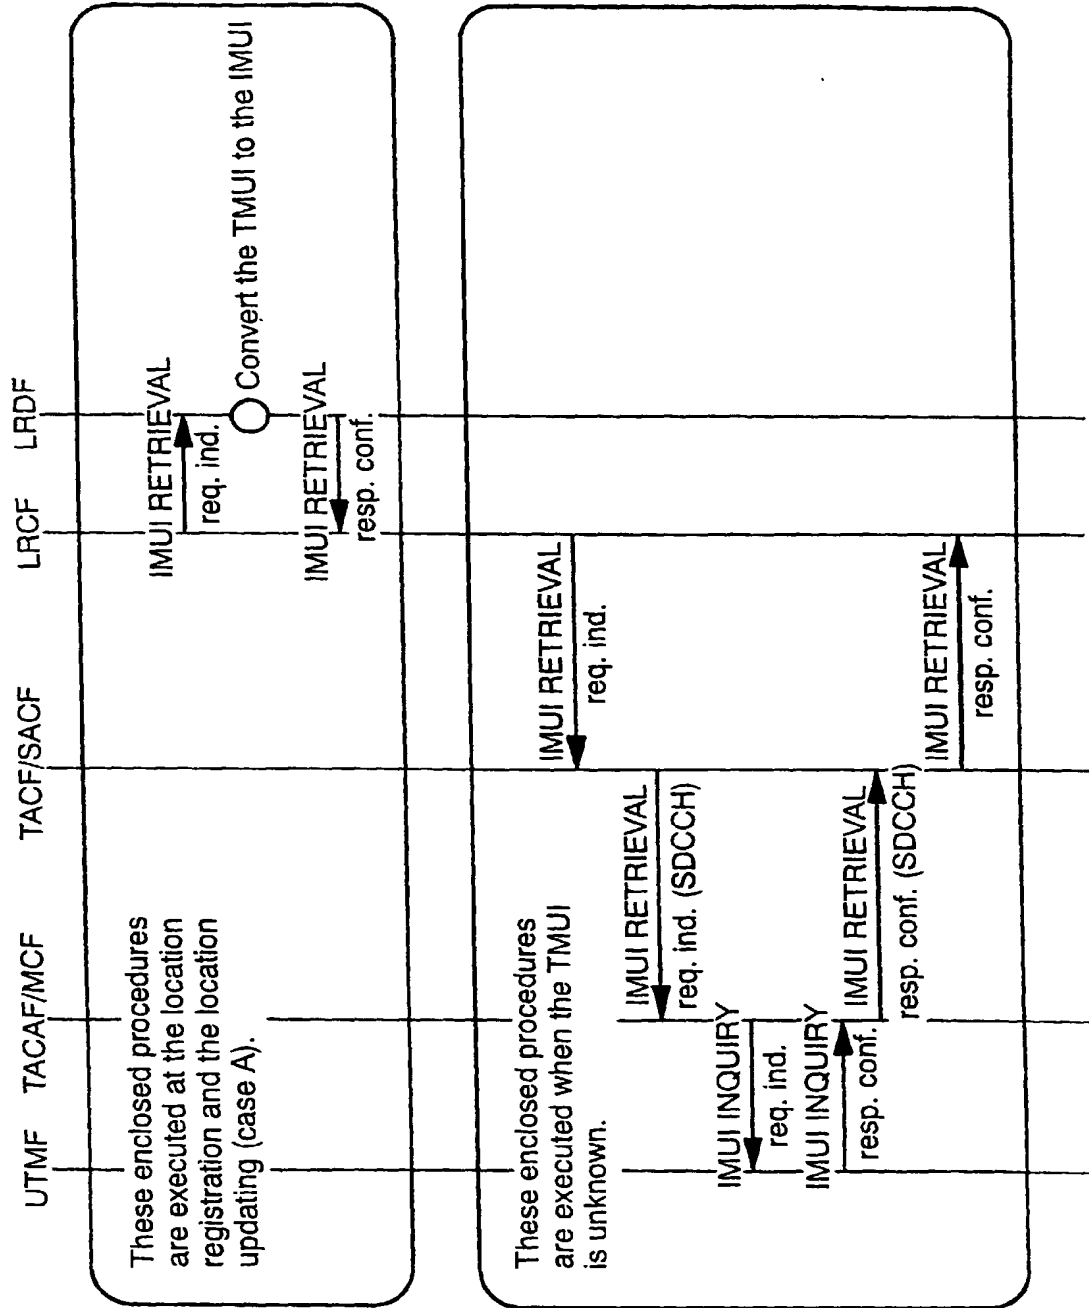 UTMF TACAF/MCF TACF/SACF LRCF LRDF
These enclosed procedures
are executed at the location
registration and the location
updating (case A).
IMUI RETRIEVAL
req. ind.
Convert the TMUI to the IMUI
IMUI RETRIEVAL
resp. conf.
These enclosed procedures
are executed when the TMUI
is unknown.
IMUI RETRIEVAL
req. ind.
IMUI RETRIEVAL
req. ind. (SDCCH)
IMUI INQUIRY
req. ind.
IMUI INQUIRY
resp. conf.
IMUI RETRIEVAL
resp. conf. (SDCCH)
IMUI RETRIEVAL
resp. conf.